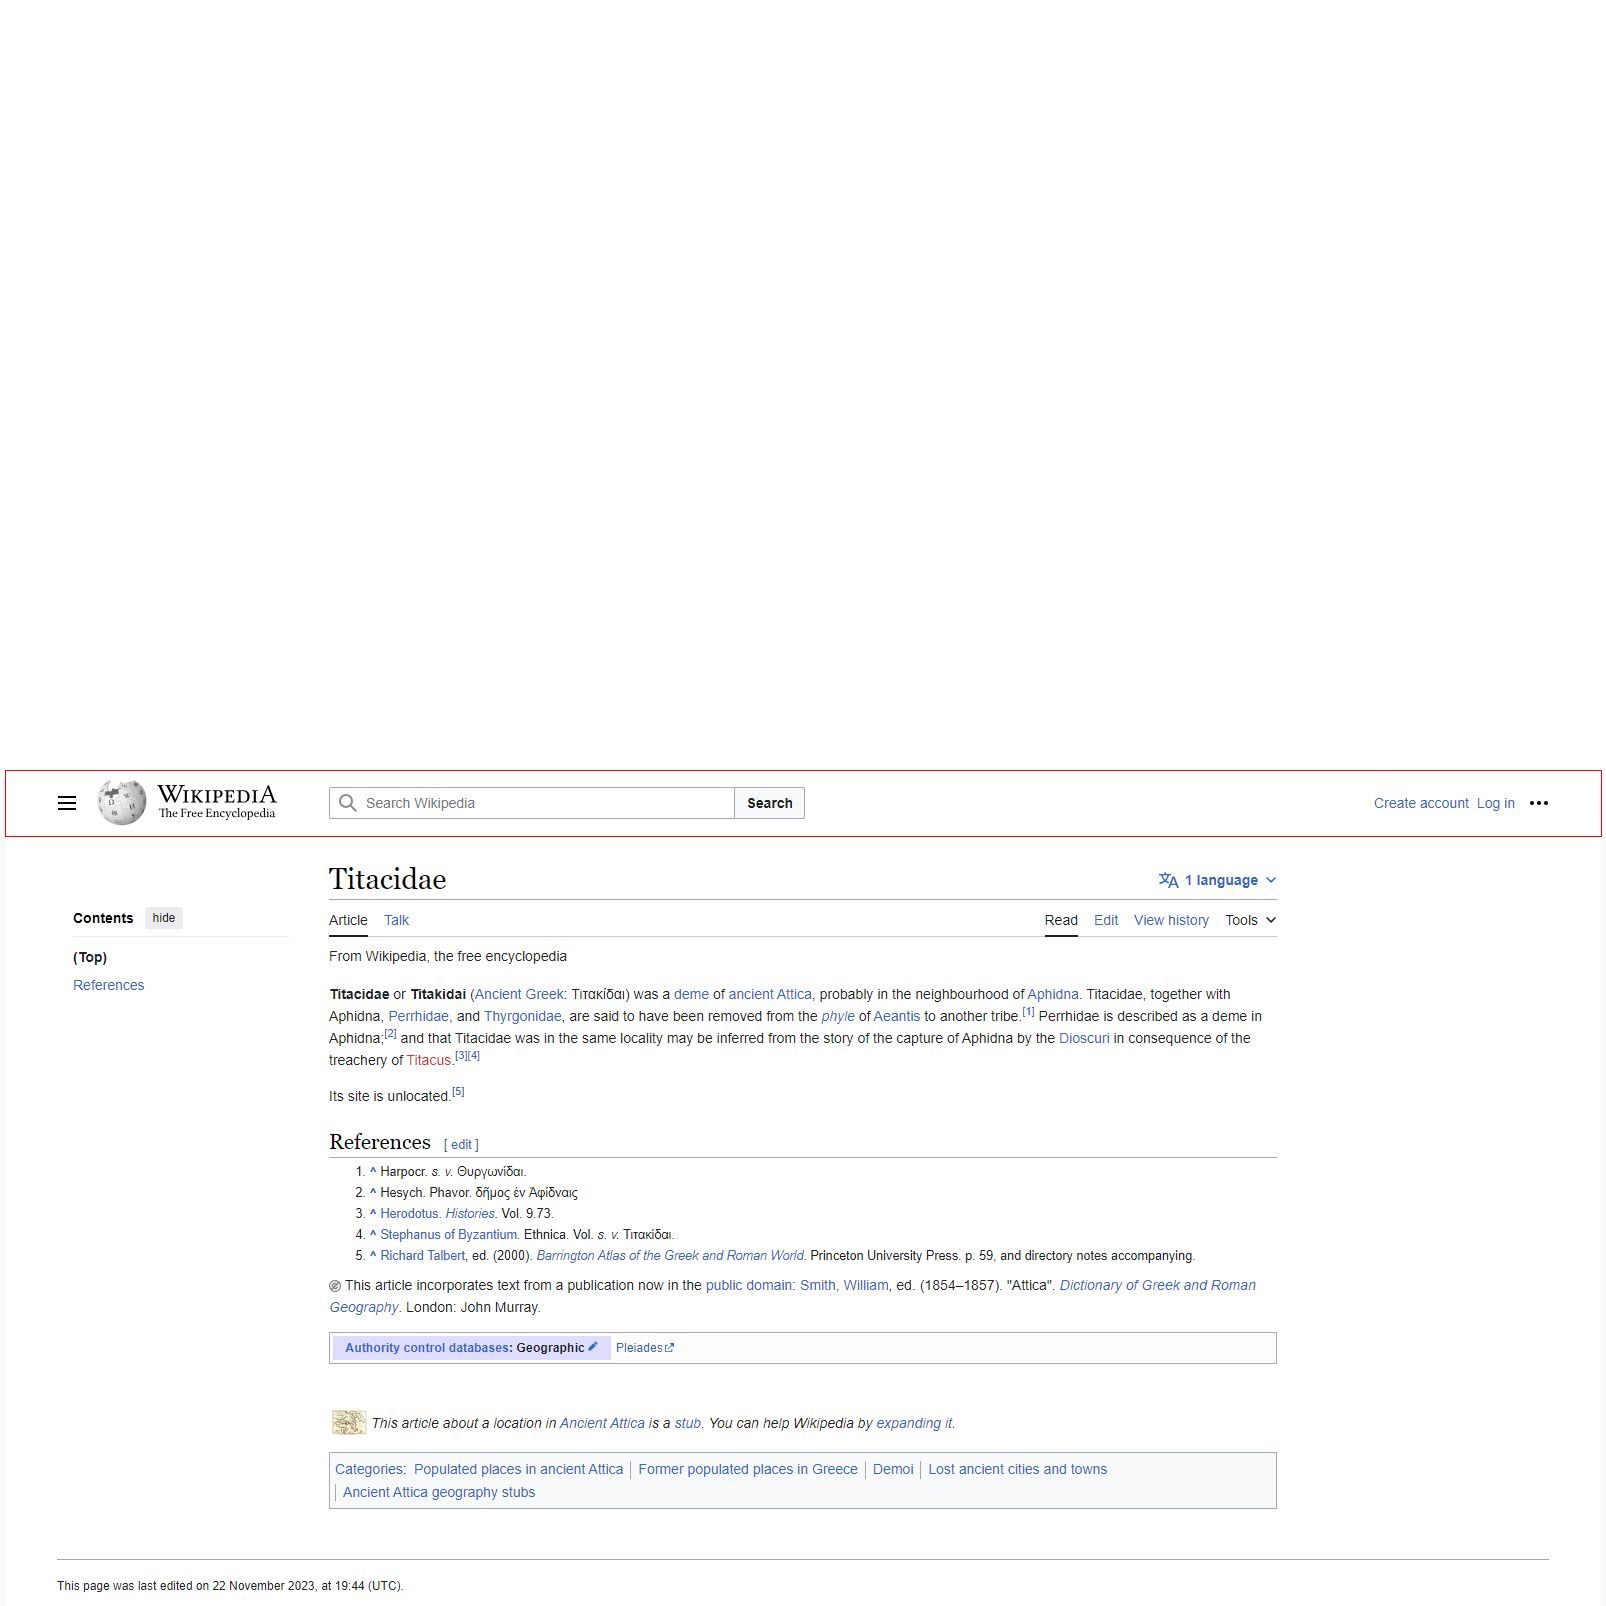 WIKIPEDIA
The Free Encyclopedia
Search Wikipedia
Search
Create account Log in
Titacidae
1 language
Contents hide
(Top)
References
Article Talk
Read Edit View history Tools
From Wikipedia, the free encyclopedia
Titacidae or Titakidai (Ancient Greek: Τιτακίδαι) was a deme of ancient Attica, probably in the neighbourhood of Aphidna. Titacidae, together with
Aphidna, Perrhidae, and Thyrgonidae, are said to have been removed from the phyle of Aeantis to another tribe.[1] Perrhidae is described as a deme in
Aphidna;[2] and that Titacidae was in the same locality may be inferred from the story of the capture of Aphidna by the Dioscuri in consequence of the
treachery of Titacus.[3][4]
Its site is unlocated.[5]
References [ edit ]
1. ^ Harpocr. s. v. Θυργωνίδαι.
2. ^ Hesych. Phavor. δῆμος ἐν Ἀφίδναις
3. ^ Herodotus. Histories. Vol. 9.73.
4. ^ Stephanus of Byzantium. Ethnica. Vol. s. v. Τιτακίδαι.
5. ^ Richard Talbert, ed. (2000). Barrington Atlas of the Greek and Roman World. Princeton University Press. p. 59, and directory notes accompanying.
This article incorporates text from a publication now in the public domain: Smith, William, ed. (1854–1857). "Attica". Dictionary of Greek and Roman
Geography. London: John Murray.
Authority control databases: Geographic Pleiades
This article about a location in Ancient Attica is a stub. You can help Wikipedia by expanding it.
Categories: Populated places in ancient Attica | Former populated places in Greece | Demoi | Lost ancient cities and towns
| Ancient Attica geography stubs
This page was last edited on 22 November 2023, at 19:44 (UTC).